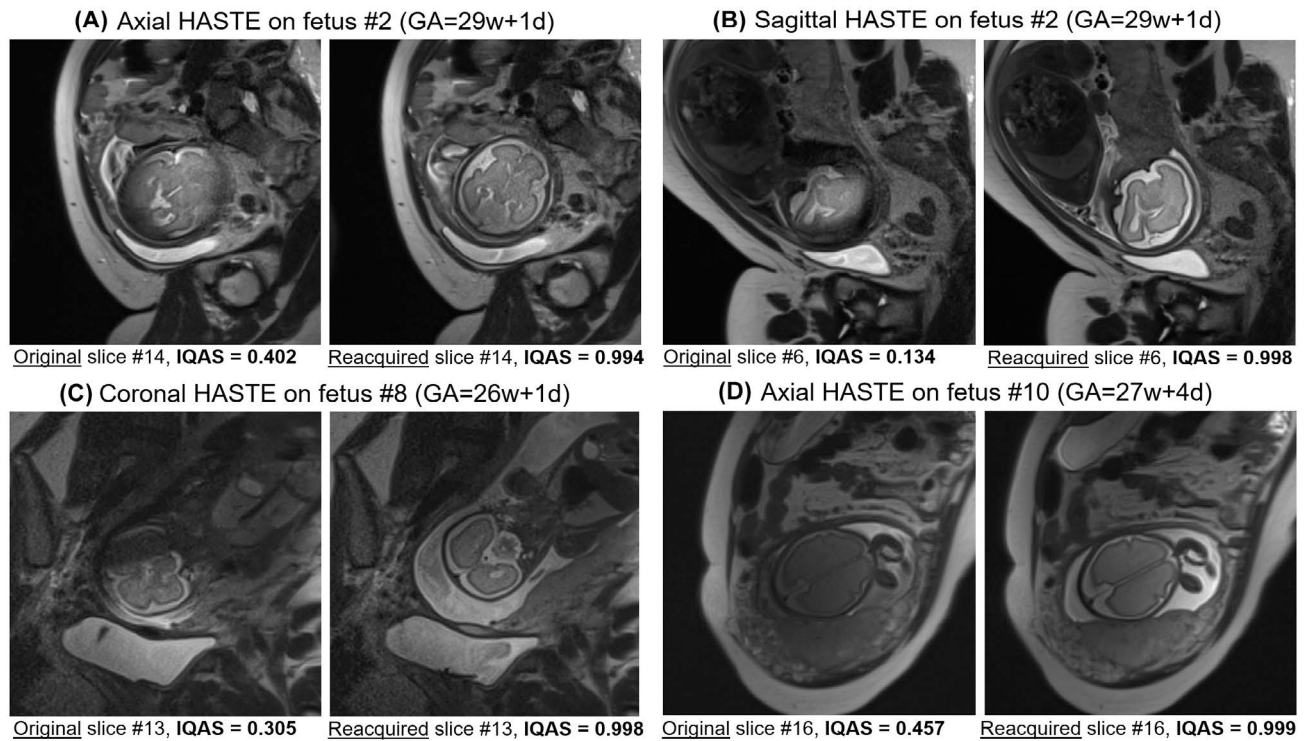 (A) Axial HASTE on fetus #2 (GA=29w+1d)
Original slice #14, IQAS = 0.402
Reacquired slice #14, IQAS = 0.994
(B) Sagittal HASTE on fetus #2 (GA=29w+1d)
Original slice #6, IQAS = 0.134
Reacquired slice #6, IQAS = 0.998
(C) Coronal HASTE on fetus #8 (GA=26w+1d)
Original slice #13, IQAS = 0.305
Reacquired slice #13, IQAS = 0.998
(D) Axial HASTE on fetus #10 (GA=27w+4d)
Original slice #16, IQAS = 0.457
Reacquired slice #16, IQAS = 0.999